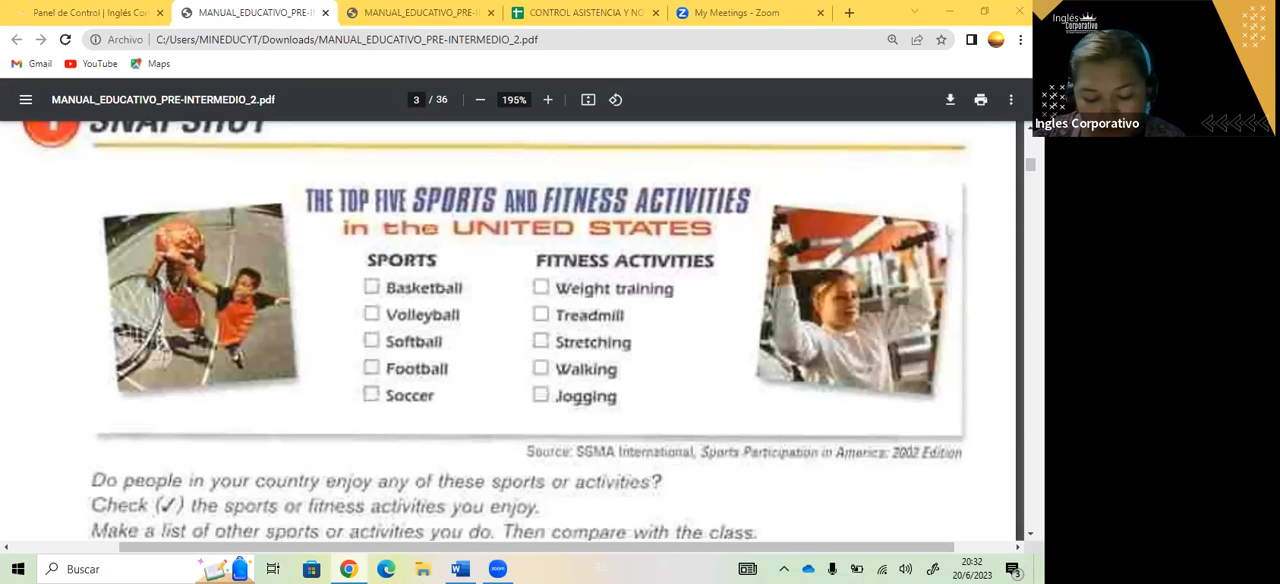 Panel de Control | Inglés Co
MANUAL_EDUCATIVO_PRE-I
MANUAL_EDUCATIVO_PRE-I
CONTROL ASISTENCIA Y NO
My Meetings - Zoom
Archivo
C:/Users/MINEDUCYT/Downloads/MANUAL_EDUCATIVO_PRE-INTERMEDIO_2.pdf
Gmail
YouTube
Maps
MANUAL_EDUCATIVO_PRE-INTERMEDIO_2.pdf
3 / 36
195%
SNAPSHOT
THE TOP FIVE SPORTS AND FITNESS ACTIVITIES
in the UNITED STATES
SPORTS
Basketball
Volleyball
Softball
Football
Soccer
FITNESS ACTIVITIES
Weight training
Treadmill
Stretching
Walking
Jogging
Source: SGMA International, Sports Participation in America: 2002 Edition
Do people in your country enjoy any of these sports or activities?
Check (✓) the sports or fitness activities you enjoy.
Make a list of other sports or activities you do. Then compare with the class.
Inglés
Corporativo
Ingles Corporativo
Buscar
zoom
20:32
20/6/2023
3